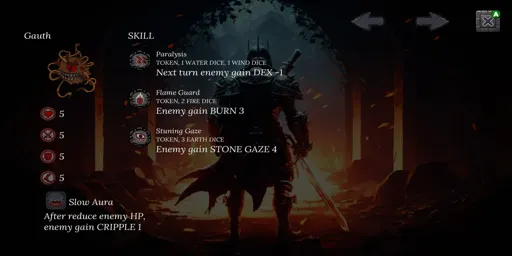 Gauth
SKILL
Paralysis
TOKEN, 1 WATER DICE, 1 WIND DICE
Next turn enemy gain DEX -1
Flame Guard
TOKEN, 2 FIRE DICE
Enemy gain BURN 3
Stuning Gaze
TOKEN, 3 EARTH DICE
Enemy gain STONE GAZE 4
5
5
5
5
Slow Aura
After reduce enemy HP,
enemy gain CRIPPLE 1
A